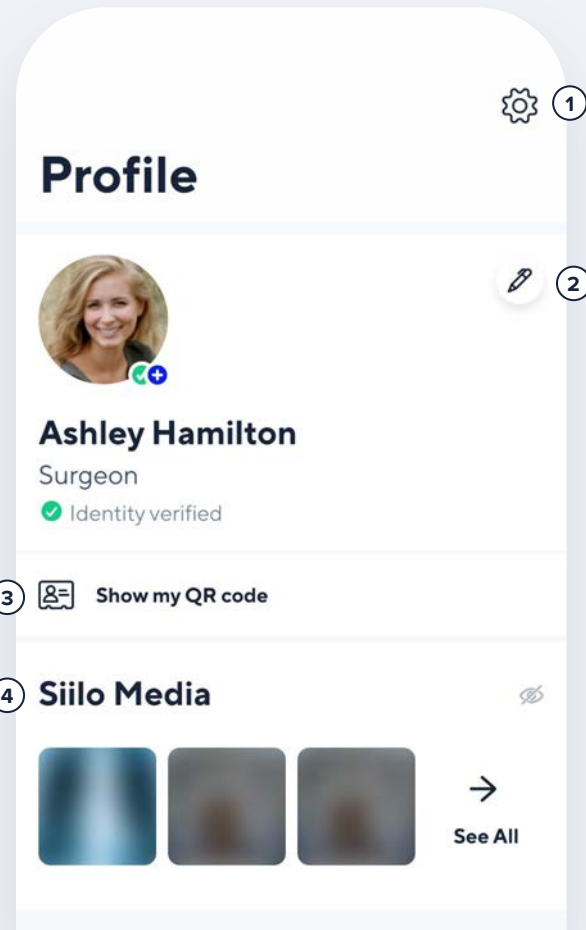 1
Profile
2
Ashley Hamilton
Surgeon
Identity verified
3 Show my QR code
4 Siilo Media
See All